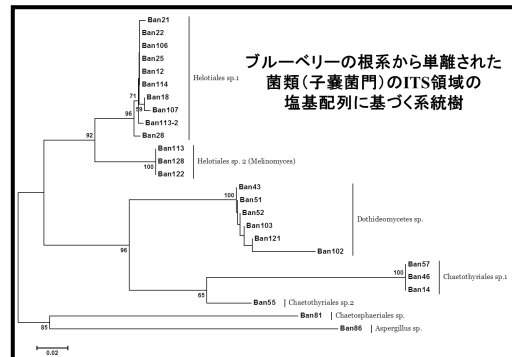 ブルーベリーの根系から単離された
菌類(子嚢菌門)のITS領域の
塩基配列に基づく系統樹
Ban21
Ban22
Ban106
Ban25
Ban12
Ban114
Ban18
Ban107
Ban113-2
Ban28
Helotiales sp.1
71
59
96
92
Ban113
Ban128
Ban122
100
Helotiales sp. 2 (Melinomyces)
Ban43
Ban51
Ban52
Ban103
Ban121
Ban102
100
Dothideomycetes sp.
96
Ban57
Ban46
Ban14
100
Chaetothyriales sp.1
65
Ban55
Chaetothyriales sp.2
Ban81
Chaetosphaeriales sp.
85
Ban86
Aspergillus sp.
0.02